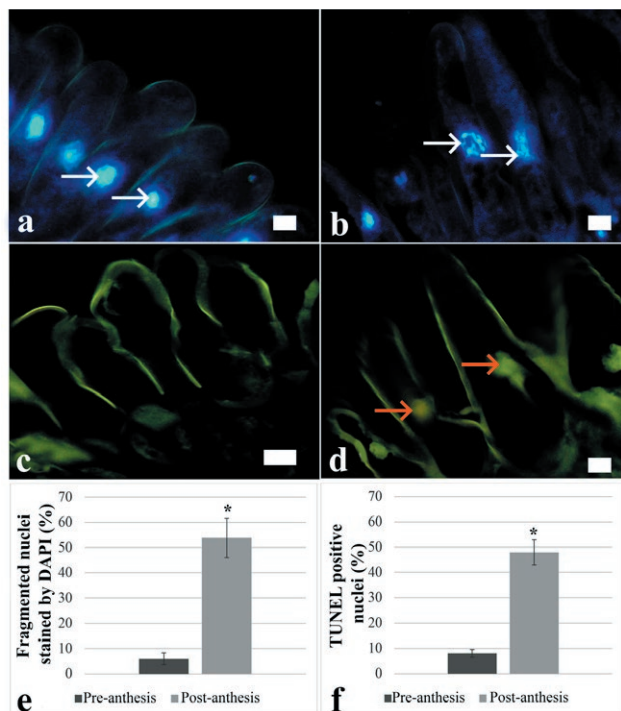 a
b
c
d
Fragmented nuclei
stained by DAPI (%)
70
60
50
40
30
20
10
0
*
■Pre-anthesis ■Post-anthesis
e
TUNEL positive
nuclei (%)
70
60
50
40
30
20
10
0
*
■Pre-anthesis ■Post-anthesis
f